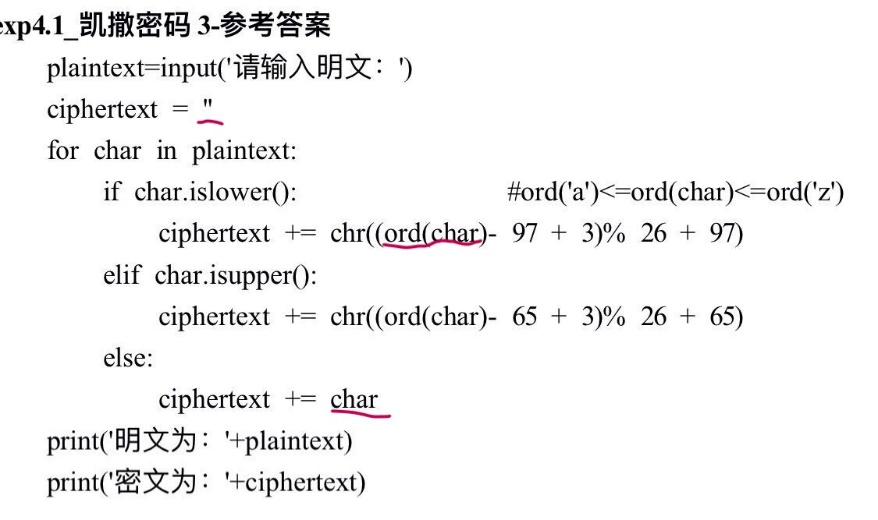 exp4.1_凯撒密码 3-参考答案
plaintext=input('请输入明文：')
ciphertext = ''
for char in plaintext:
if char.islower(): #ord('a')<=ord(char)<=ord('z')
ciphertext += chr((ord(char)- 97 + 3)% 26 + 97)
elif char.isupper():
ciphertext += chr((ord(char)- 65 + 3)% 26 + 65)
else:
ciphertext += char
print('明文为：'+plaintext)
print('密文为：'+ciphertext)